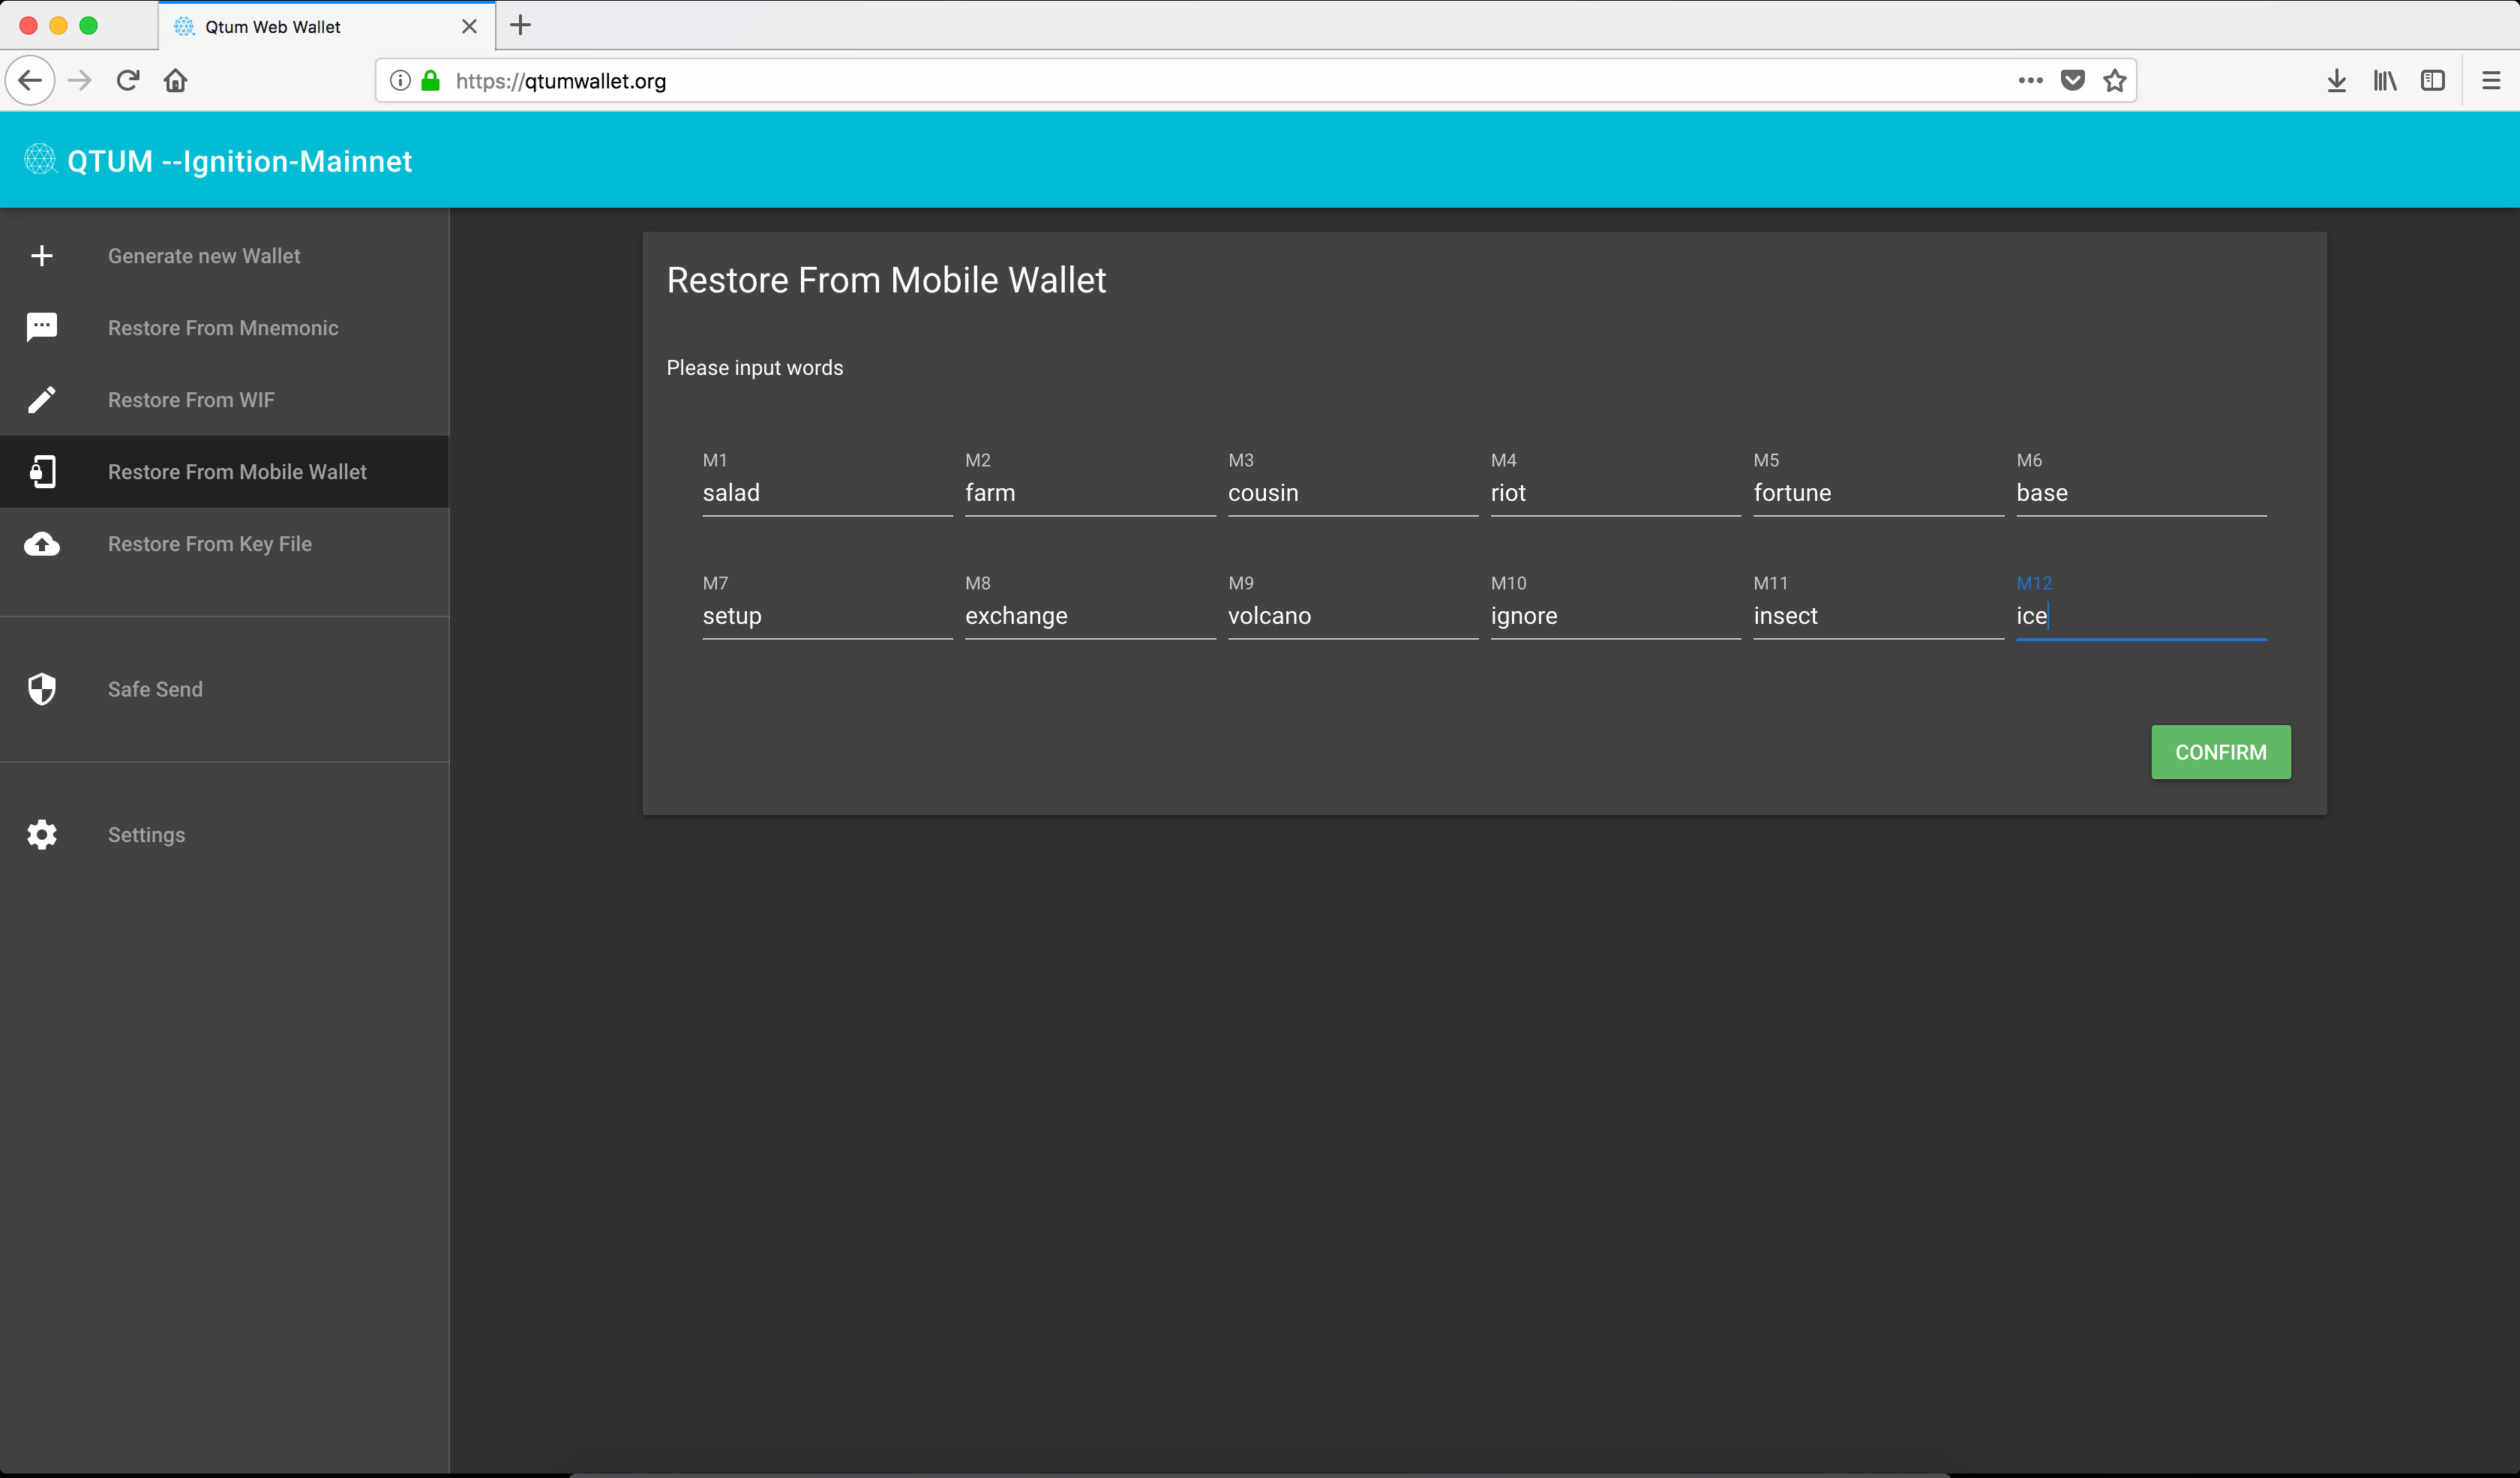 Qtum Web Wallet
https://qtumwallet.org
QTUM --Ignition-Mainnet
Generate new Wallet
Restore From Mnemonic
Restore From WIF
Restore From Mobile Wallet
Restore From Key File
Safe Send
Settings
Restore From Mobile Wallet
Please input words
M1 M2 M3 M4 M5 M6
salad farm cousin riot fortune base
M7 M8 M9 M10 M11 M12
setup exchange volcano ignore insect ice
CONFIRM